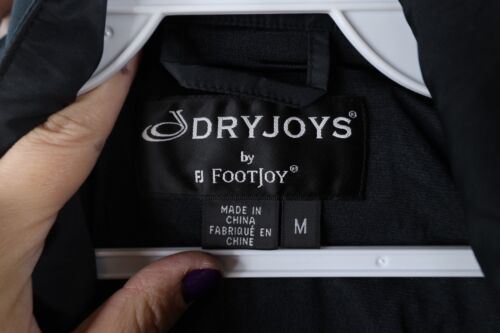 DRYJOYS®
by
FJ FOOTJOY®
MADE IN
CHINA
FABRIQUÉ EN
CHINE
M